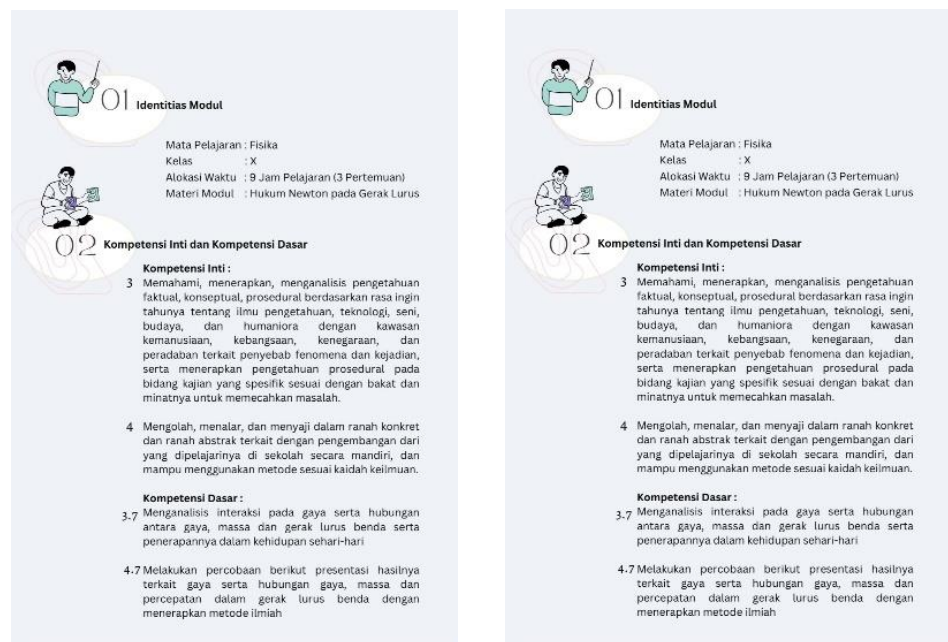 01 Identitias Modul
Mata Pelajaran : Fisika
Kelas : X
Alokasi Waktu : 9 Jam Pelajaran (3 Pertemuan)
Materi Modul : Hukum Newton pada Gerak Lurus
02 Kompetensi Inti dan Kompetensi Dasar
Kompetensi Inti :
3 Memahami, menerapkan, menganalisis pengetahuan
faktual, konseptual, prosedural berdasarkan rasa ingin
tahunya tentang ilmu pengetahuan, teknologi, seni,
budaya, dan humaniora dengan kawasan
kemanusiaan, kebangsaan, kenegaraan, dan
peradaban terkait penyebab fenomena dan kejadian,
serta menerapkan pengetahuan prosedural pada
bidang kajian yang spesifik sesuai dengan bakat dan
minatnya untuk memecahkan masalah.
4 Mengolah, menalar, dan menyaji dalam ranah konkret
dan ranah abstrak terkait dengan pengembangan dari
yang dipelajarinya di sekolah secara mandiri, dan
mampu menggunakan metode sesuai kaidah keilmuan.
Kompetensi Dasar :
3.7 Menganalisis interaksi pada gaya serta hubungan
antara gaya, massa dan gerak lurus benda serta
penerapannya dalam kehidupan sehari-hari
4.7 Melakukan percobaan berikut presentasi hasilnya
terkait gaya serta hubungan gaya, massa dan
percepatan dalam gerak lurus benda dengan
menerapkan metode ilmiah
01 Identitias Modul
Mata Pelajaran : Fisika
Kelas : X
Alokasi Waktu : 9 Jam Pelajaran (3 Pertemuan)
Materi Modul : Hukum Newton pada Gerak Lurus
02 Kompetensi Inti dan Kompetensi Dasar
Kompetensi Inti :
3 Memahami, menerapkan, menganalisis pengetahuan
faktual, konseptual, prosedural berdasarkan rasa ingin
tahunya tentang ilmu pengetahuan, teknologi, seni,
budaya, dan humaniora dengan kawasan
kemanusiaan, kebangsaan, kenegaraan, dan
peradaban terkait penyebab fenomena dan kejadian,
serta menerapkan pengetahuan prosedural pada
bidang kajian yang spesifik sesuai dengan bakat dan
minatnya untuk memecahkan masalah.
4 Mengolah, menalar, dan menyaji dalam ranah konkret
dan ranah abstrak terkait dengan pengembangan dari
yang dipelajarinya di sekolah secara mandiri, dan
mampu menggunakan metode sesuai kaidah keilmuan.
Kompetensi Dasar :
3.7 Menganalisis interaksi pada gaya serta hubungan
antara gaya, massa dan gerak lurus benda serta
penerapannya dalam kehidupan sehari-hari
4.7 Melakukan percobaan berikut presentasi hasilnya
terkait gaya serta hubungan gaya, massa dan
percepatan dalam gerak lurus benda dengan
menerapkan metode ilmiah